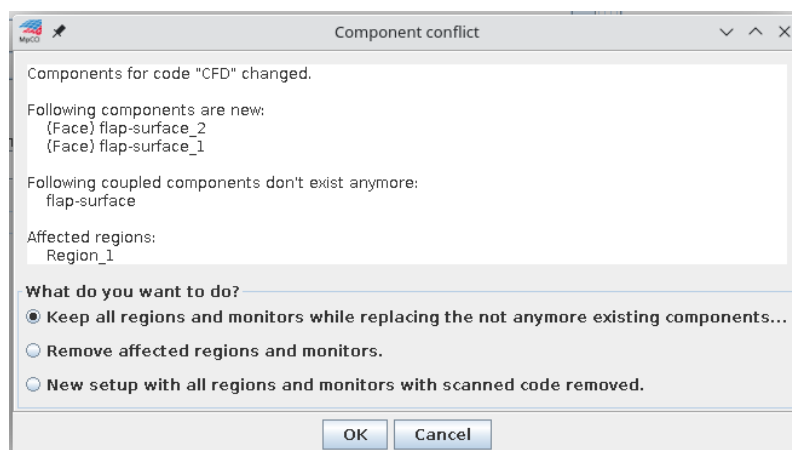 MpCCI
Component conflict
Components for code "CFD" changed.
Following components are new:
(Face) flap-surface_2
(Face) flap-surface_1
Following coupled components don't exist anymore:
flap-surface
Affected regions:
Region_1
What do you want to do?
Keep all regions and monitors while replacing the not anymore existing components...
Remove affected regions and monitors.
New setup with all regions and monitors with scanned code removed.
OK
Cancel